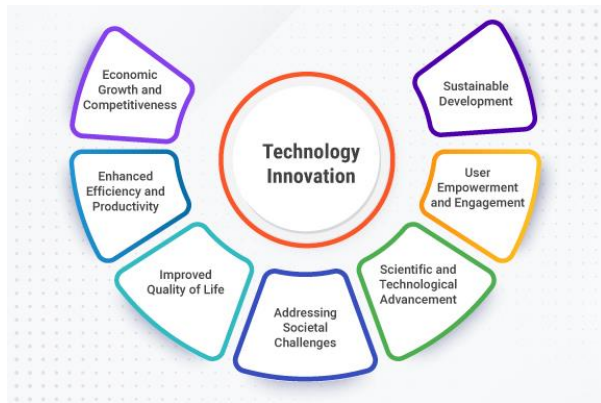 Technology
Innovation
Economic
Growth and
Competitiveness
Enhanced
Efficiency and
Productivity
Improved
Quality of Life
Addressing
Societal
Challenges
Scientific and
Technological
Advancement
User
Empowerment
and Engagement
Sustainable
Development